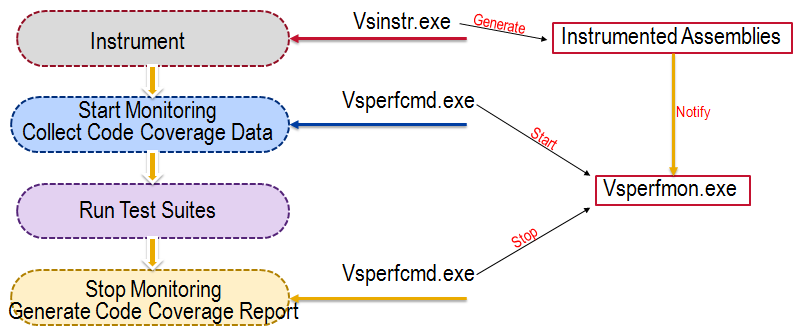 Vsinstr.exe
Generate
Instrument
Instrumented Assemblies
Start Monitoring
Collect Code Coverage Data
Vsperfcmd.exe
Notify
Start
Vsperfmon.exe
Run Test Suites
Stop
Vsperfcmd.exe
Stop Monitoring
Generate Code Coverage Report